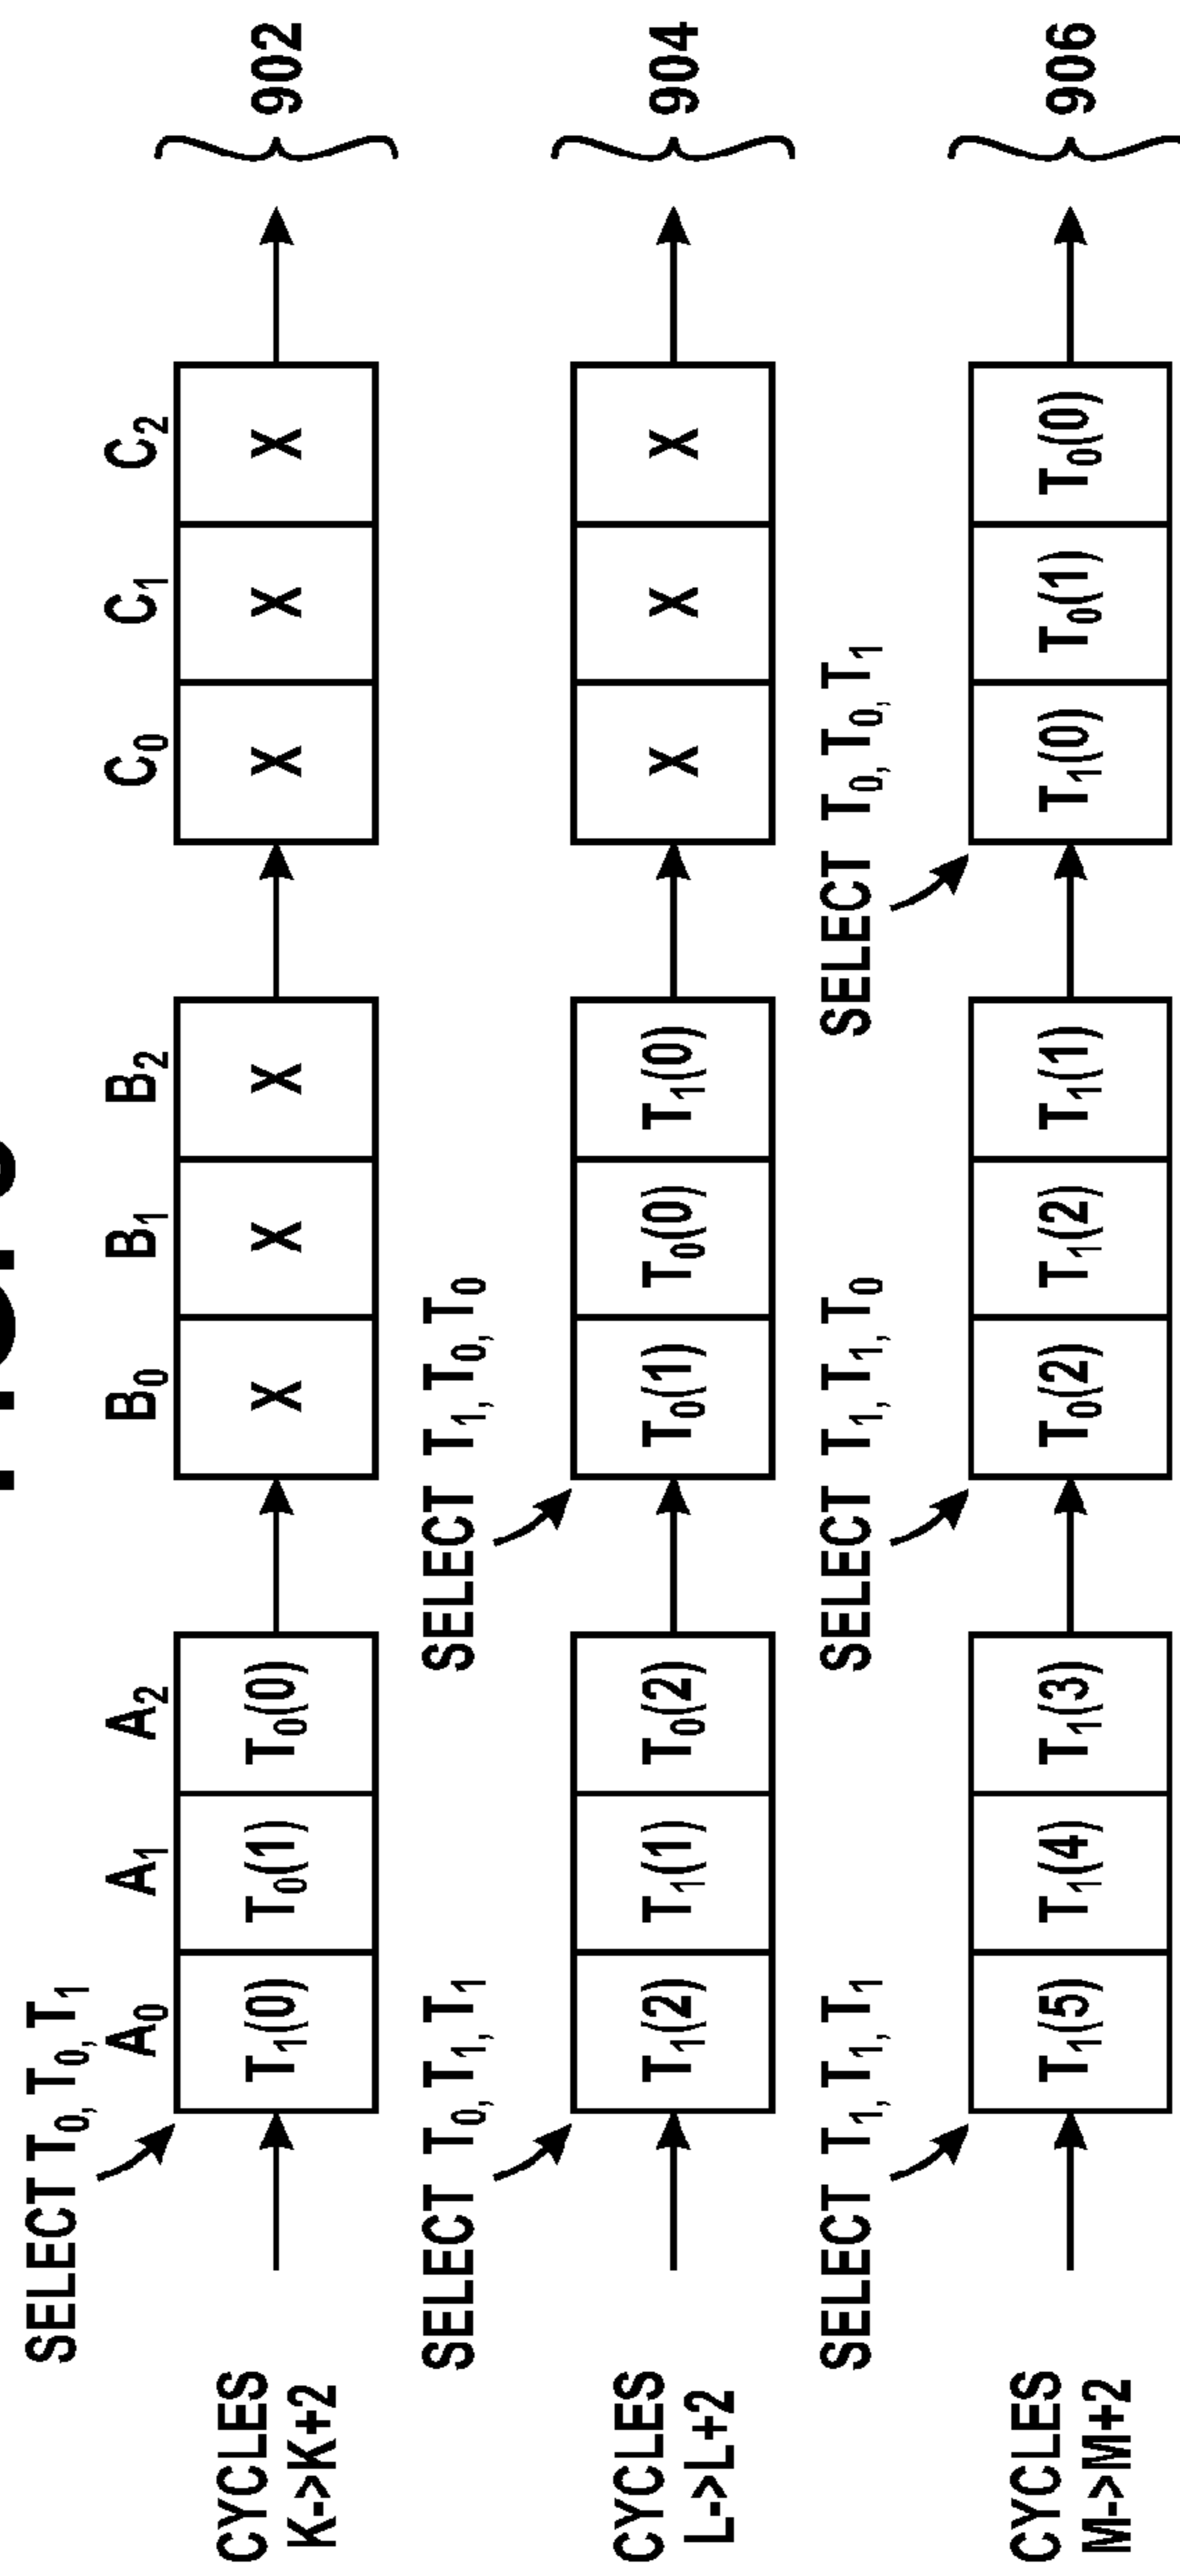 SELECT T₀, T₀, T₁
A₀ A₁ A₂ B₀ B₁ B₂ C₀ C₁ C₂
CYCLES
K->K+2
T₁(0) T₀(1) T₀(0) X X X X X X
902
SELECT T₀, T₁, T₁
SELECT T₁, T₀, T₀
CYCLES
L->L+2
T₁(2) T₁(1) T₀(2) T₀(1) T₀(0) T₁(0) X X X
904
SELECT T₁, T₁, T₁
SELECT T₁, T₁, T₀
SELECT T₀, T₀, T₁
CYCLES
M->M+2
T₁(5) T₁(4) T₁(3) T₀(2) T₁(2) T₁(1) T₁(0) T₀(1) T₀(0)
906